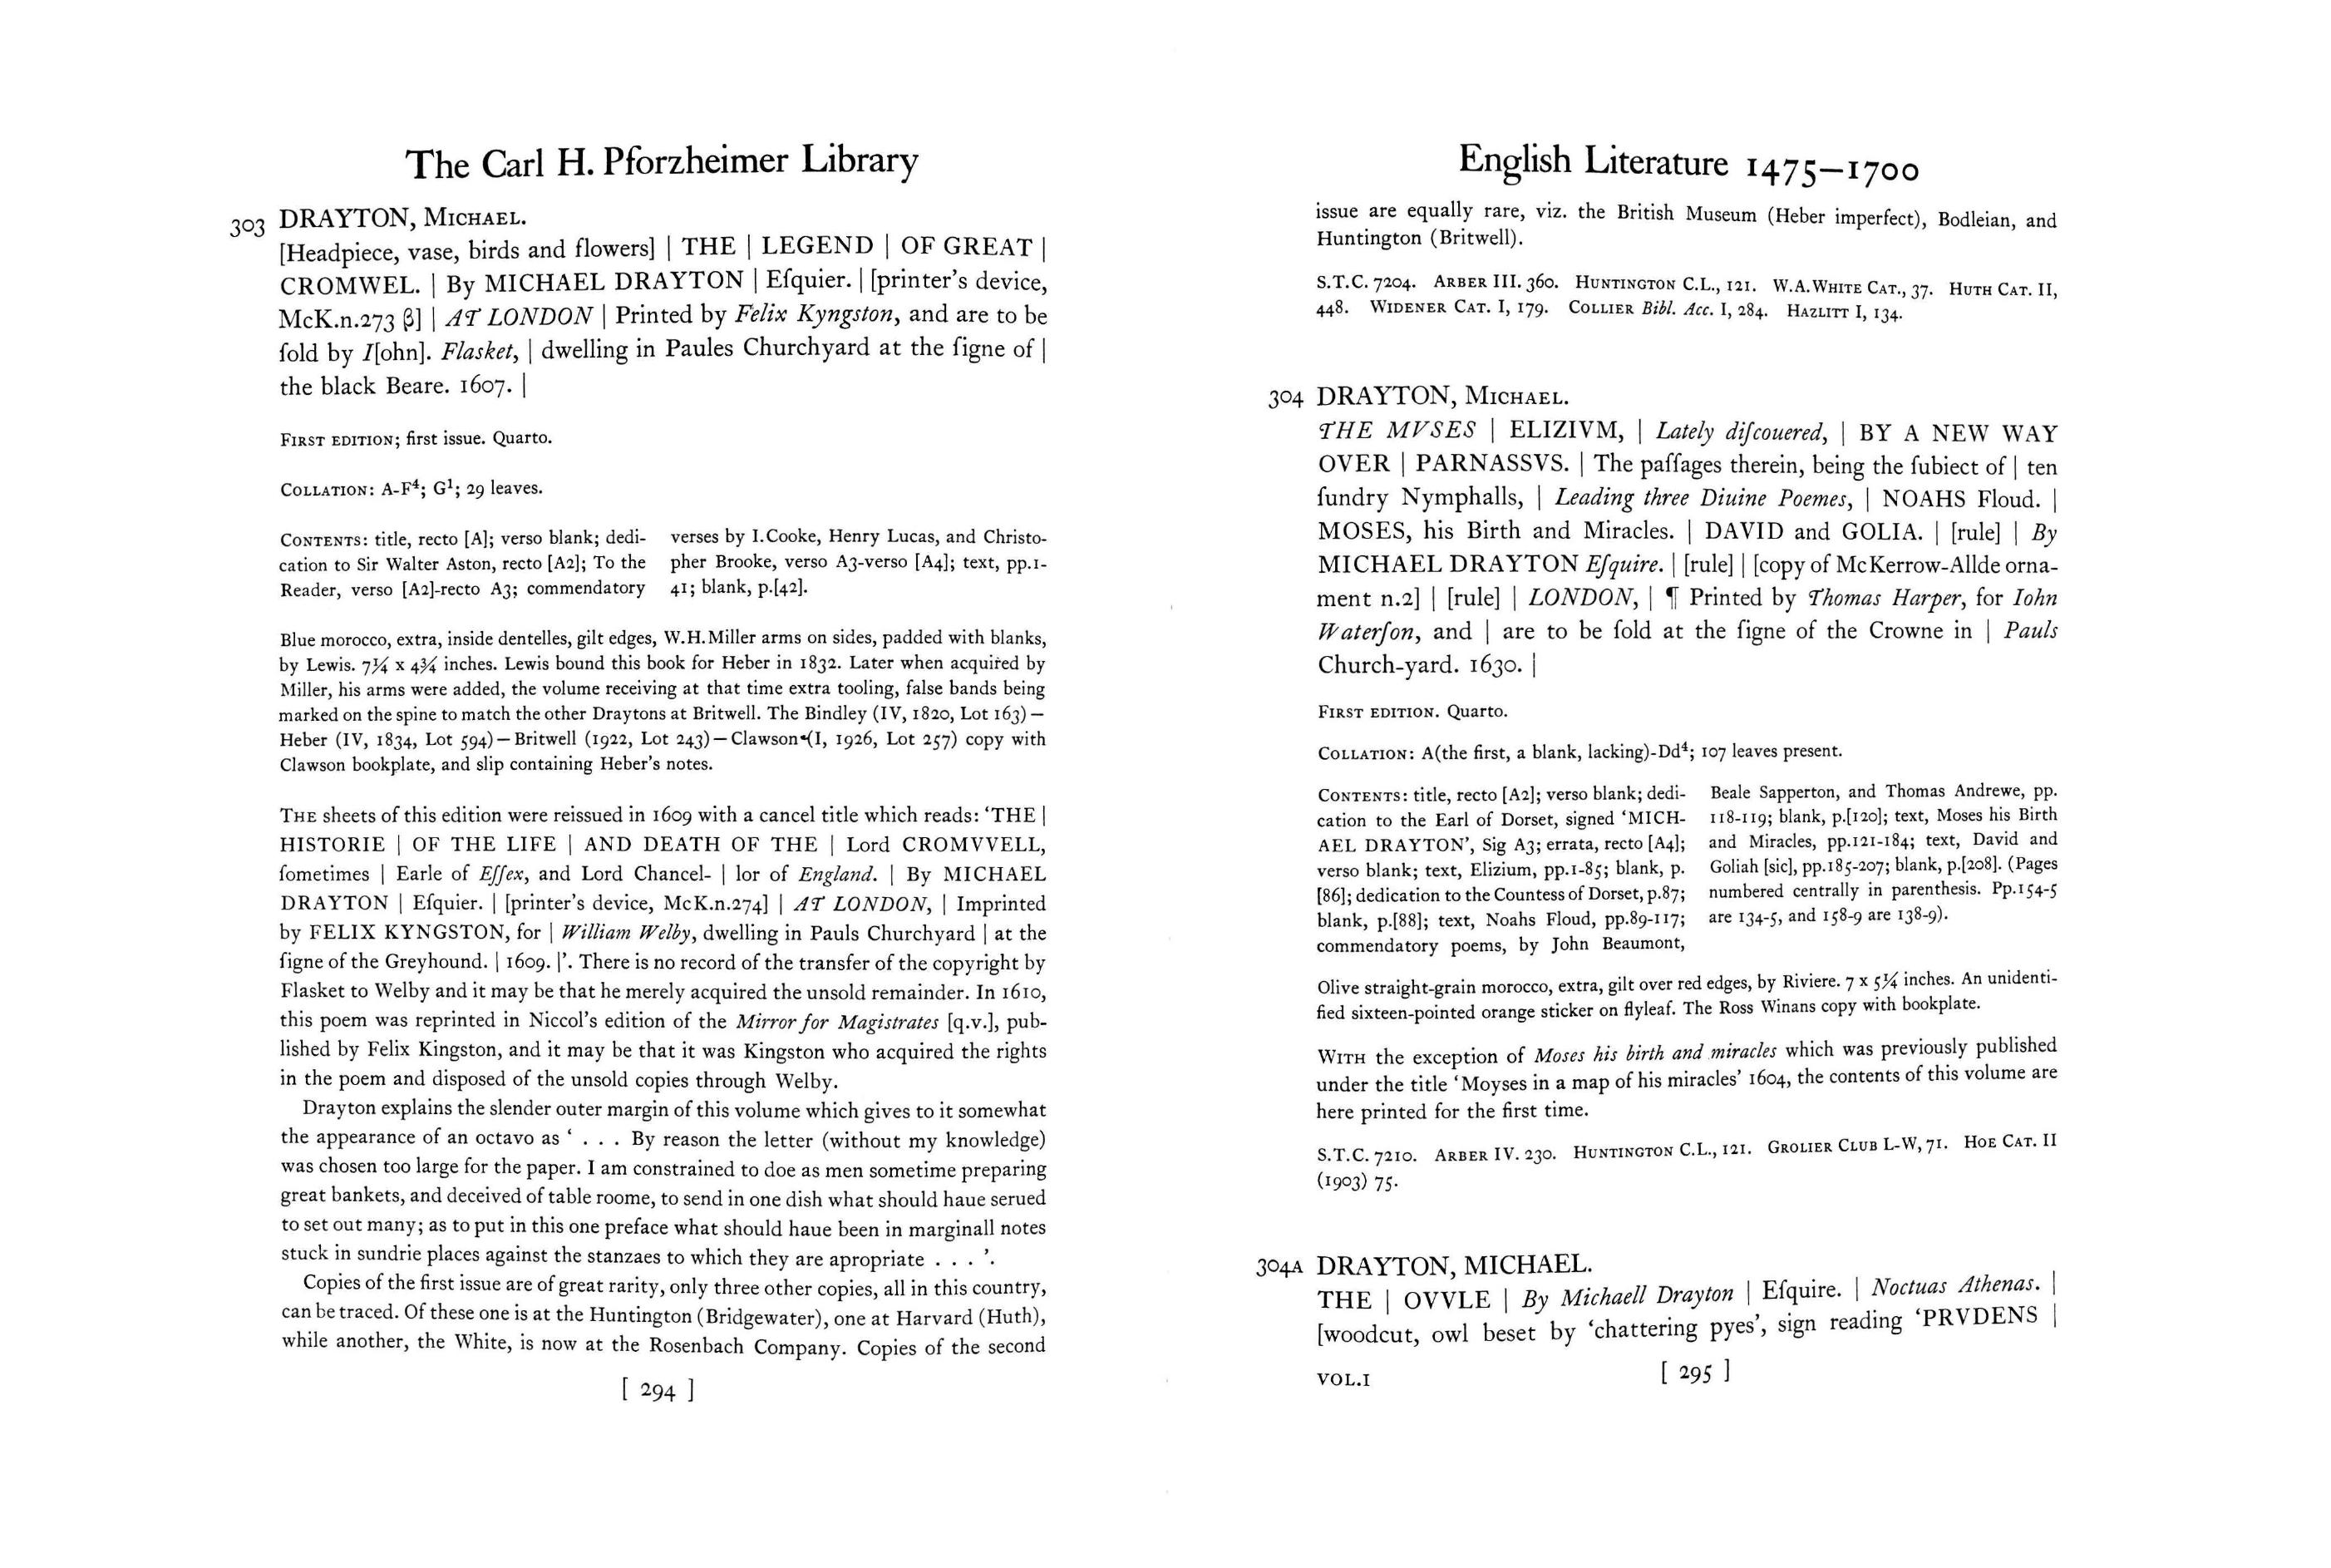 The Carl H. Pforzheimer Library
303 DRAYTON, MICHAEL.
[Headpiece, vase, birds and flowers] | THE | LEGEND | OF GREAT |
CROMWEL. | By MICHAEL DRAYTON | Eſquier. | [printer's device,
McK.n.273 β] | AT LONDON | Printed by Felix Kyngston, and are to be
ſold by I[ohn]. Flasket, | dwelling in Paules Churchyard at the ſigne of |
the black Beare. 1607. |
FIRST EDITION; first issue. Quarto.
COLLATION: A-F⁴; G¹; 29 leaves.
CONTENTS: title, recto [A]; verso blank; dedi-
cation to Sir Walter Aston, recto [A2]; To the
Reader, verso [A2]-recto A3; commendatory
verses by I.Cooke, Henry Lucas, and Christo-
pher Brooke, verso A3-verso [A4]; text, pp.1-
41; blank, p.[42].
Blue morocco, extra, inside dentelles, gilt edges, W.H.Miller arms on sides, padded with blanks,
by Lewis. 7¼ x 4¾ inches. Lewis bound this book for Heber in 1832. Later when acquired by
Miller, his arms were added, the volume receiving at that time extra tooling, false bands being
marked on the spine to match the other Draytons at Britwell. The Bindley (IV, 1820, Lot 163)—
Heber (IV, 1834, Lot 594)—Britwell (1922, Lot 243)—Clawson (I, 1926, Lot 257) copy with
Clawson bookplate, and slip containing Heber's notes.
THE sheets of this edition were reissued in 1609 with a cancel title which reads: 'THE |
HISTORIE | OF THE LIFE | AND DEATH OF THE | Lord CROMVVELL,
ſometimes | Earle of Eſſex, and Lord Chancel- | lor of England. | By MICHAEL
DRAYTON | Eſquier. | [printer's device, McK.n.274] | AT LONDON, | Imprinted
by FELIX KYNGSTON, for | William Welby, dwelling in Pauls Churchyard | at the
ſigne of the Greyhound. | 1609. |'. There is no record of the transfer of the copyright by
Flasket to Welby and it may be that he merely acquired the unsold remainder. In 1610,
this poem was reprinted in Niccol's edition of the Mirror for Magistrates [q.v.], pub-
lished by Felix Kingston, and it may be that it was Kingston who acquired the rights
in the poem and disposed of the unsold copies through Welby.
Drayton explains the slender outer margin of this volume which gives to it somewhat
the appearance of an octavo as ' . . . By reason the letter (without my knowledge)
was chosen too large for the paper. I am constrained to doe as men sometime preparing
great bankets, and deceived of table roome, to send in one dish what should haue serued
to set out many; as to put in this one preface what should haue been in marginall notes
stuck in sundrie places against the stanzaes to which they are apropriate . . . .'.
Copies of the first issue are of great rarity, only three other copies, all in this country,
can be traced. Of these one is at the Huntington (Bridgewater), one at Harvard (Huth),
while another, the White, is now at the Rosenbach Company. Copies of the second
[ 294 ]
English Literature 1475–1700
issue are equally rare, viz. the British Museum (Heber imperfect), Bodleian, and
Huntington (Britwell).
S.T.C. 7204. ARBER III. 360. HUNTINGTON C.L., 121. W.A.WHITE CAT., 37. HUTH CAT. II,
448. WIDENER CAT. I, 179. COLLIER Bibl. Acc. I, 284. HAZLITT I, 134.
304 DRAYTON, MICHAEL.
THE MVSES | ELIZIVM, | Lately diſcouered, | BY A NEW WAY
OVER | PARNASSVS. | The paſſages therein, being the ſubiect of | ten
ſundry Nymphalls, | Leading three Diuine Poemes, | NOAHS Floud. |
MOSES, his Birth and Miracles. | DAVID and GOLIA. | [rule] | By
MICHAEL DRAYTON Eſquire. | [rule] | [copy of McKerrow-Allde orna-
ment n.2] | [rule] | LONDON, | ¶ Printed by Thomas Harper, for Iohn
Waterſon, and | are to be ſold at the ſigne of the Crowne in | Pauls
Church-yard. 1630. |
FIRST EDITION. Quarto.
COLLATION: A(the first, a blank, lacking)-Dd⁴; 107 leaves present.
CONTENTS: title, recto [A2]; verso blank; dedi-
cation to the Earl of Dorset, signed 'MICH-
AEL DRAYTON', Sig A3; errata, recto [A4];
verso blank; text, Elizium, pp.1-85; blank, p.
[86]; dedication to the Countess of Dorset, p.87;
blank, p.[88]; text, Noahs Floud, pp.89-117;
commendatory poems, by John Beaumont,
Beale Sapperton, and Thomas Andrewe, pp.
118-119; blank, p.[120]; text, Moses his Birth
and Miracles, pp.121-184; text, David and
Goliah [sic], pp.185-207; blank, p.[208]. (Pages
numbered centrally in parenthesis. Pp.154-5
are 134-5, and 158-9 are 138-9).
Olive straight-grain morocco, extra, gilt over red edges, by Riviere. 7 x 5¼ inches. An unidenti-
fied sixteen-pointed orange sticker on flyleaf. The Ross Winans copy with bookplate.
WITH the exception of Moses his birth and miracles which was previously published
under the title 'Moyses in a map of his miracles' 1604, the contents of this volume are
here printed for the first time.
S.T.C. 7210. ARBER IV. 230. HUNTINGTON C.L., 121. GROLIER CLUB L-W, 71. HOE CAT. II
(1903) 75.
304A DRAYTON, MICHAEL.
THE | OVVLE | By Michaell Drayton | Eſquire. | Noctuas Athenas. |
[woodcut, owl beset by 'chattering pyes', sign reading 'PRVDENS |
VOL.I
[ 295 ]